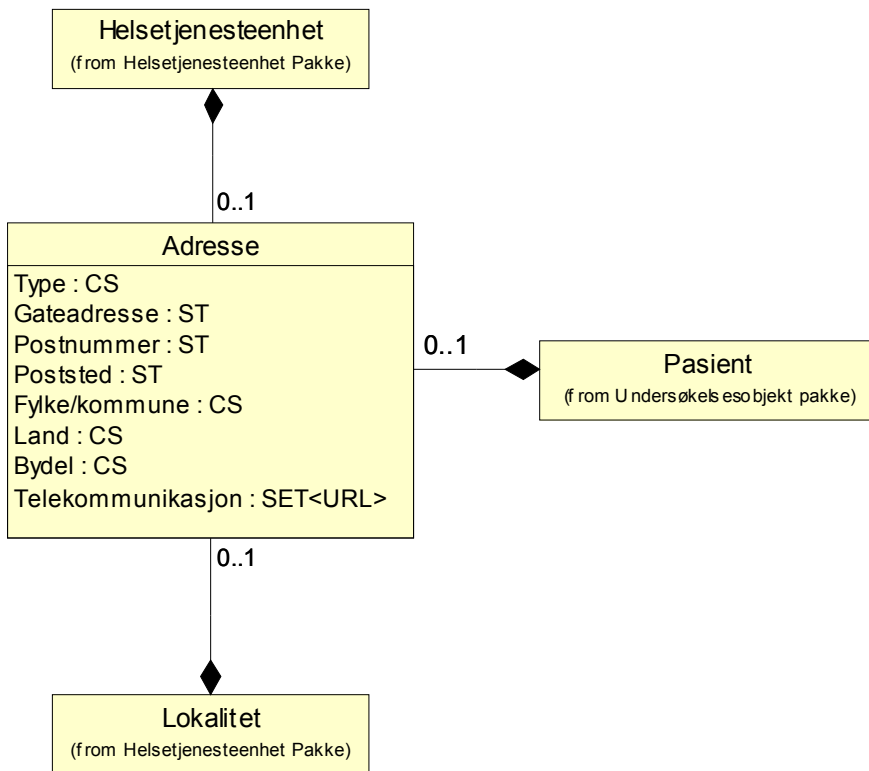 Helsetjenesteenhet
(from Helsetjenesteenhet Pakke)
0..1
Adresse
Type : CS
Gateadresse : ST
Postnummer : ST
Poststed : ST
Fylke/kommune : CS
Land : CS
Bydel : CS
Telekommunikasjon : SET<URL>
0..1
Pasient
(from Undersøkelsesobjekt pakke)
0..1
Lokalitet
(from Helsetjenesteenhet Pakke)